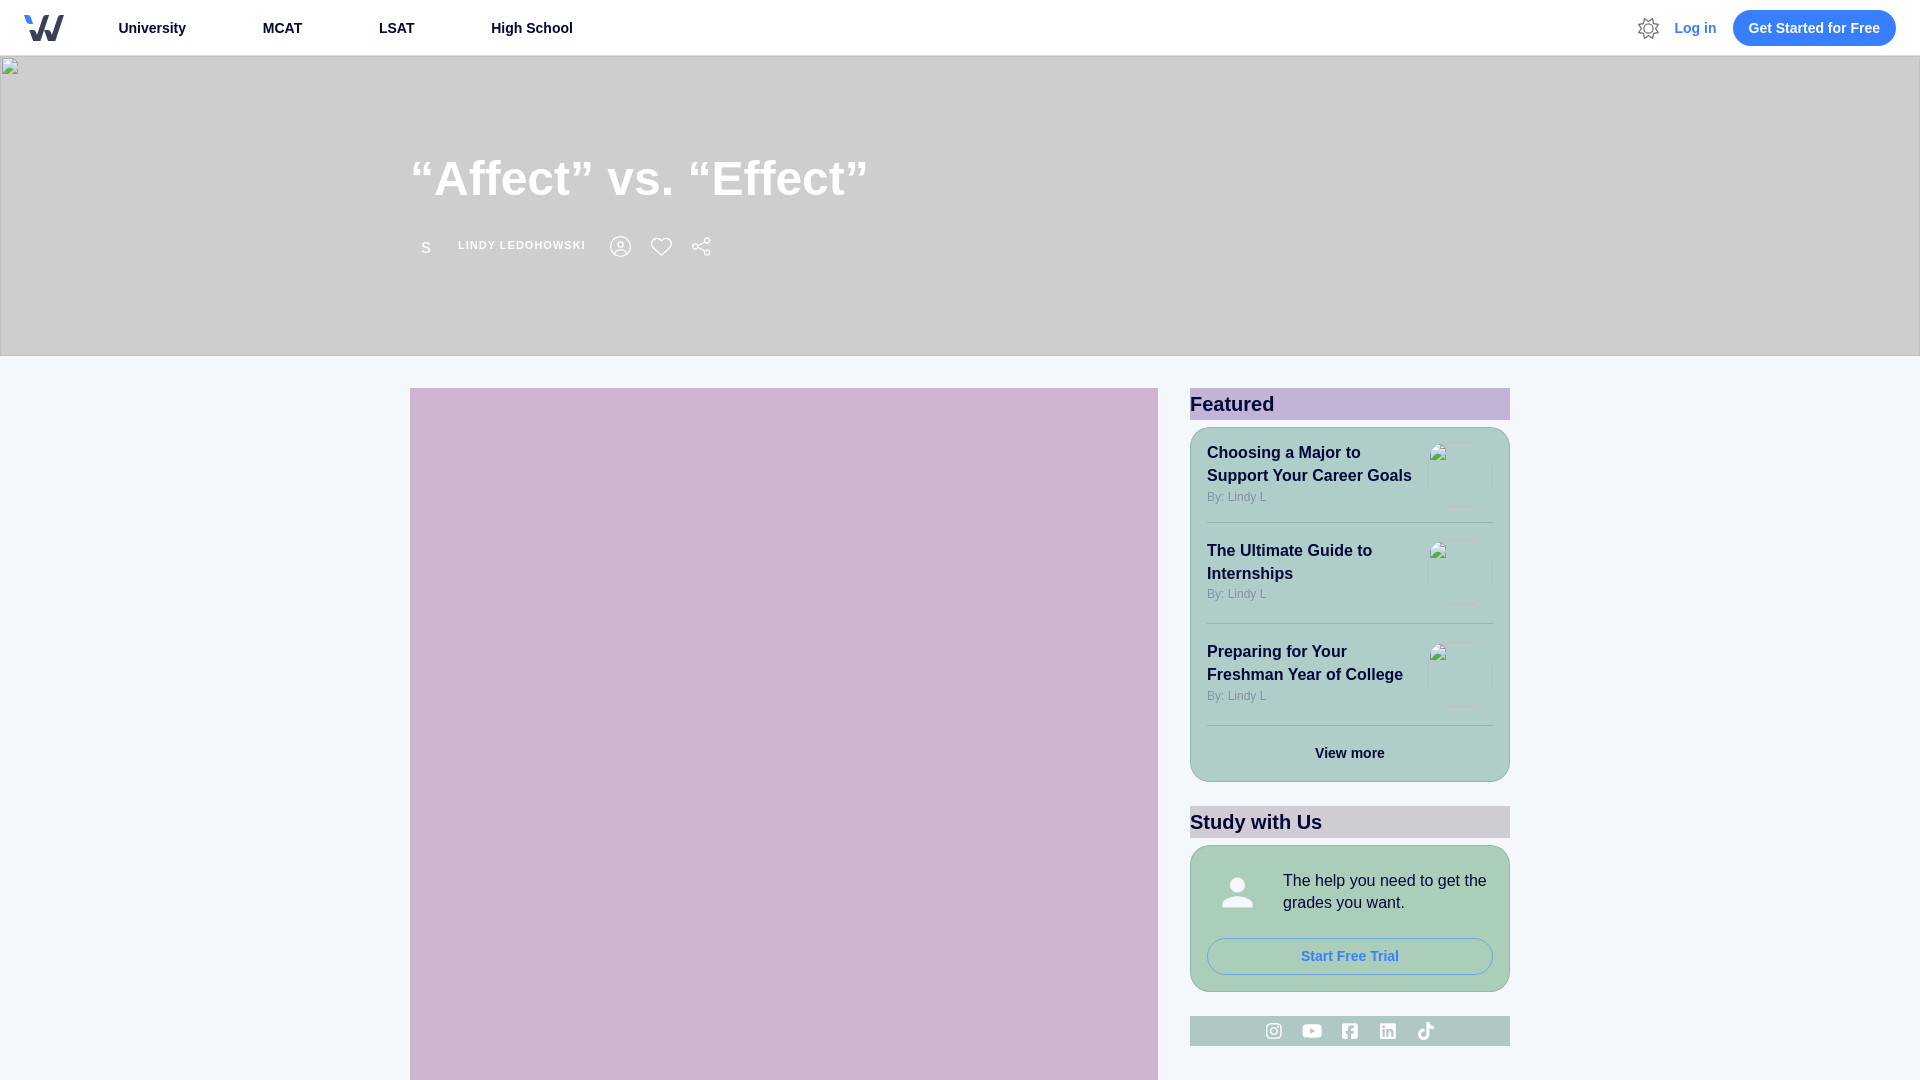 University
MCAT
LSAT
High School
Log in
Get Started for Free
“Affect” vs. “Effect”
S
LINDY LEDOHOWSKI
Featured
Choosing a Major to
Support Your Career Goals
By: Lindy L
The Ultimate Guide to
Internships
By: Lindy L
Preparing for Your
Freshman Year of College
By: Lindy L
View more
Study with Us
The help you need to get the
grades you want.
Start Free Trial